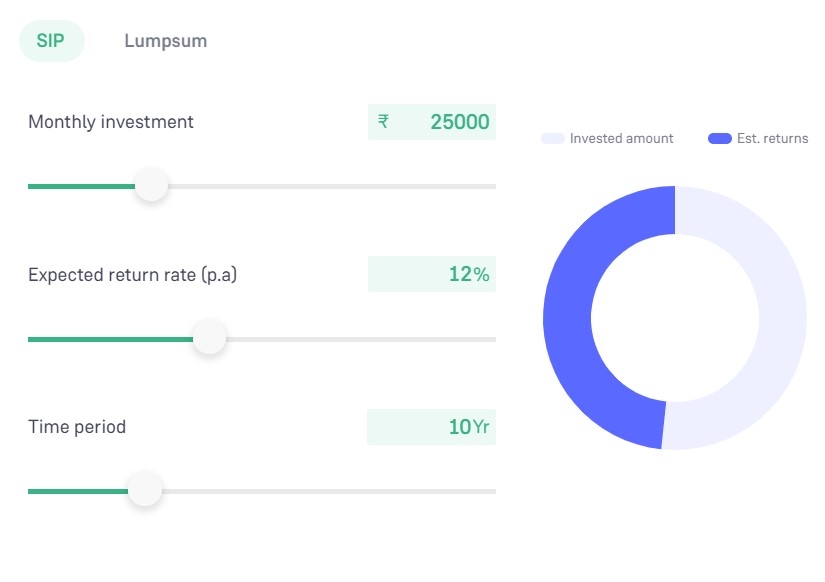 SIP Lumpsum
Monthly investment ₹ 25000
Invested amount Est. returns
Expected return rate (p.a) 12%
Time period 10Yr